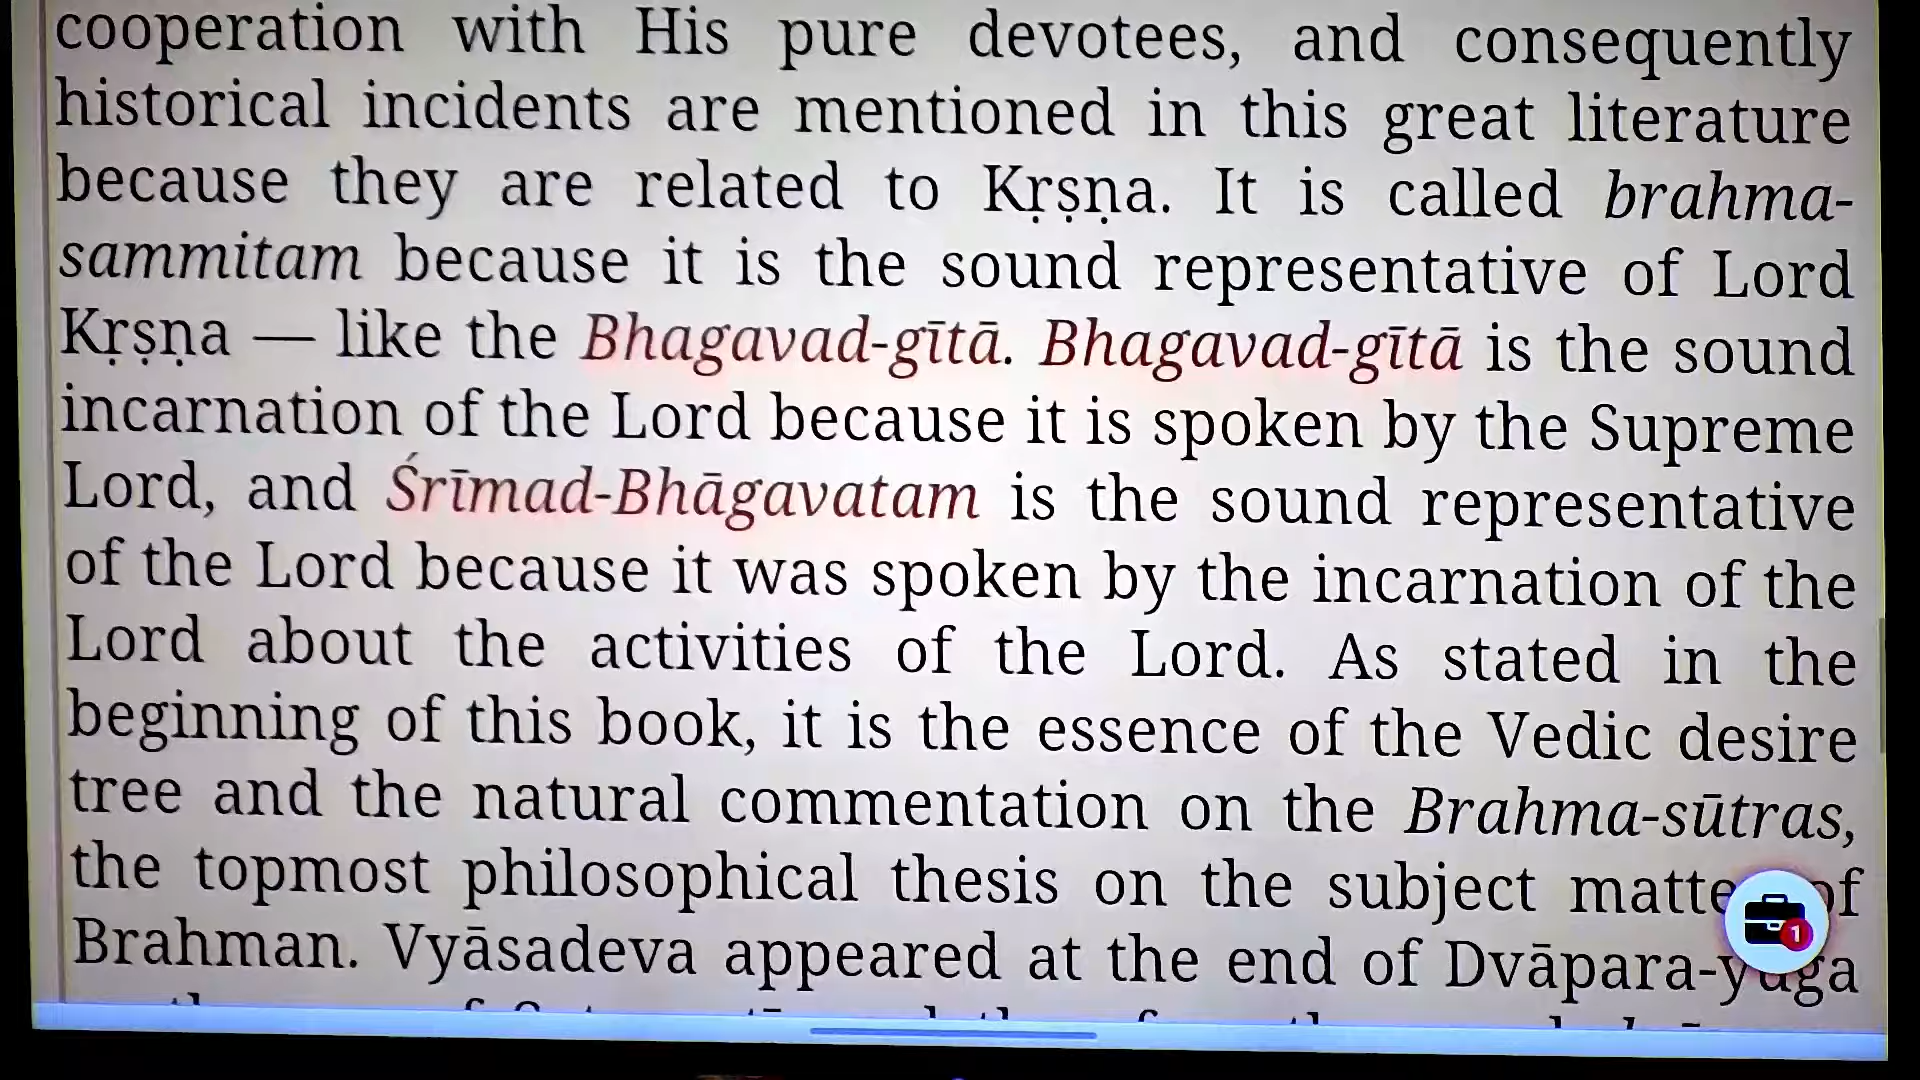 cooperation with His pure devotees, and consequently
historical incidents are mentioned in this great literature
because they are related to Kṛṣṇa. It is called brahma-
sammitam because it is the sound representative of Lord
Kṛṣṇa — like the Bhagavad-gītā. Bhagavad-gītā is the sound
incarnation of the Lord because it is spoken by the Supreme
Lord, and Śrīmad-Bhāgavatam is the sound representative
of the Lord because it was spoken by the incarnation of the
Lord about the activities of the Lord. As stated in the
beginning of this book, it is the essence of the Vedic desire
tree and the natural commentation on the Brahma-sūtras,
the topmost philosophical thesis on the subject matter of
Brahman. Vyāsadeva appeared at the end of Dvāpara-yuga
1